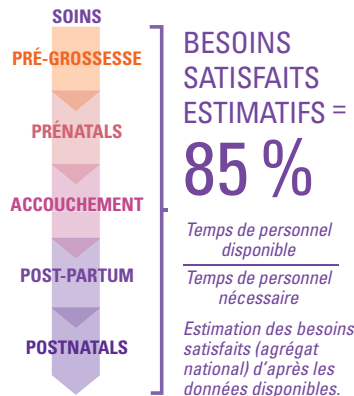 SOINS
PRÉ-GROSSESSE
PRÉNATALS
ACCOUCHEMENT
POST-PARTUM
POSTNATALS
BESOINS
SATISFAITS
ESTIMATIFS =
85 %
Temps de personnel
disponible
Temps de personnel
nécessaire
Estimation des besoins
satisfaits (agrégat
national) d’après les
données disponibles.